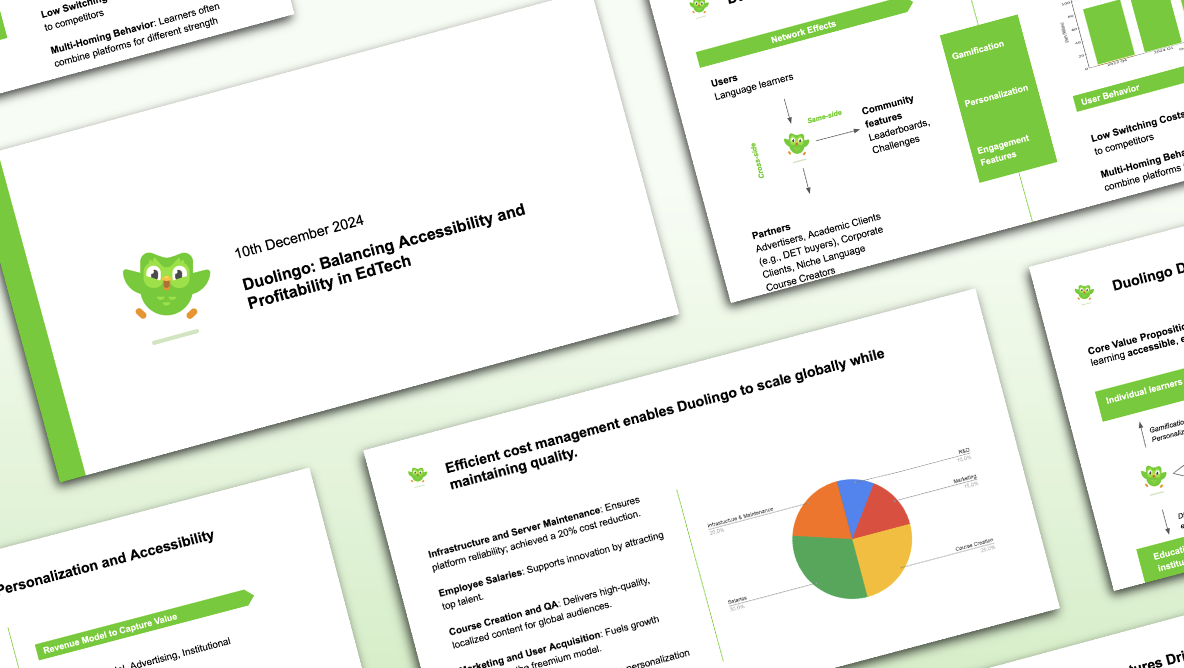 Low Switching
to competitors
Multi-Homing Behavior: Learners often
combine platforms for different strength
10th December 2024
Duolingo: Balancing Accessibility and
Profitability in EdTech
Network Effects
Users
Language learners
Same-side
Cross-side
Community
features
Leaderboards,
Challenges
Partners
Advertisers, Academic Clients
(e.g., DET buyers), Corporate
Clients, Niche Language
Course Creators
Gamification
Personalization
Engagement
Features
User Behavior
Low Switching Costs
to competitors
Multi-Homing Beha
combine platforms
Efficient cost management enables Duolingo to scale globally while
maintaining quality.
Infrastructure and Server Maintenance: Ensures
platform reliability; achieved a 20% cost reduction.
Employee Salaries: Supports innovation by attracting
top talent.
Course Creation and QA: Delivers high-quality,
localized content for global audiences.
Marketing and User Acquisition: Fuels growth
the freemium model.
personalization
R&D
10.0%
Marketing
15.0%
Course Creation
25.0%
Infrastructure & Maintenance
20.0%
Salaries
30.0%
Duolingo D
Core Value Propositio
learning accessible, e
Individual learners
Gamificatio
Personaliz
Educati
institu
Personalization and Accessibility
Revenue Model to Capture Value
Advertising, Institutional
tures Dri